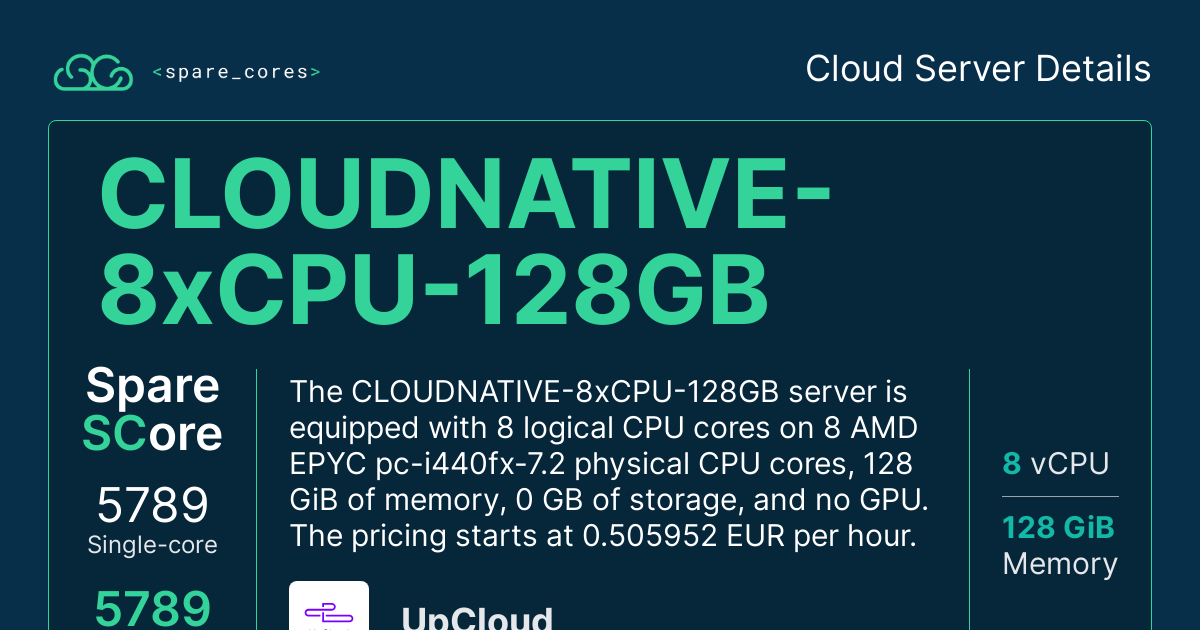 <spare_cores>
Cloud Server Details
CLOUDNATIVE-
8xCPU-128GB
Spare
SCore
5789
Single-core
5789
The CLOUDNATIVE-8xCPU-128GB server is
equipped with 8 logical CPU cores on 8 AMD
EPYC pc-i440fx-7.2 physical CPU cores, 128
GiB of memory, 0 GB of storage, and no GPU.
The pricing starts at 0.505952 EUR per hour.
UpCloud
8 vCPU
128 GiB
Memory